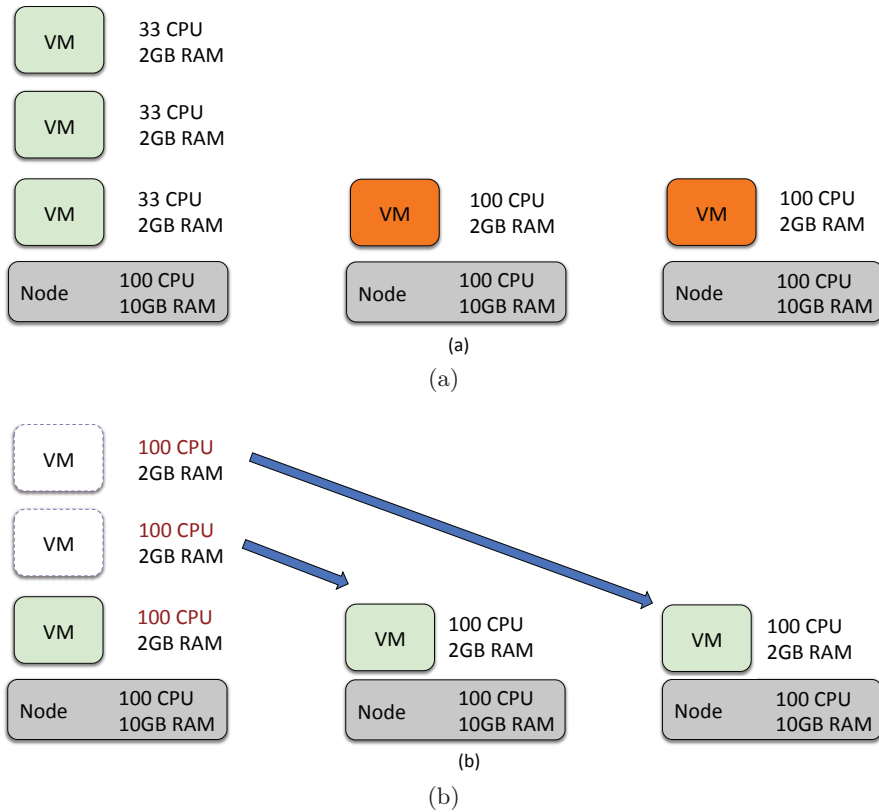 VM
33 CPU
2GB RAM
VM
33 CPU
2GB RAM
VM
33 CPU
2GB RAM
VM
100 CPU
2GB RAM
VM
100 CPU
2GB RAM
Node
100 CPU
10GB RAM
Node
100 CPU
10GB RAM
Node
100 CPU
10GB RAM
(a)
(a)
VM
100 CPU
2GB RAM
VM
100 CPU
2GB RAM
VM
100 CPU
2GB RAM
VM
100 CPU
2GB RAM
VM
100 CPU
2GB RAM
Node
100 CPU
10GB RAM
Node
100 CPU
10GB RAM
Node
100 CPU
10GB RAM
(b)
(b)